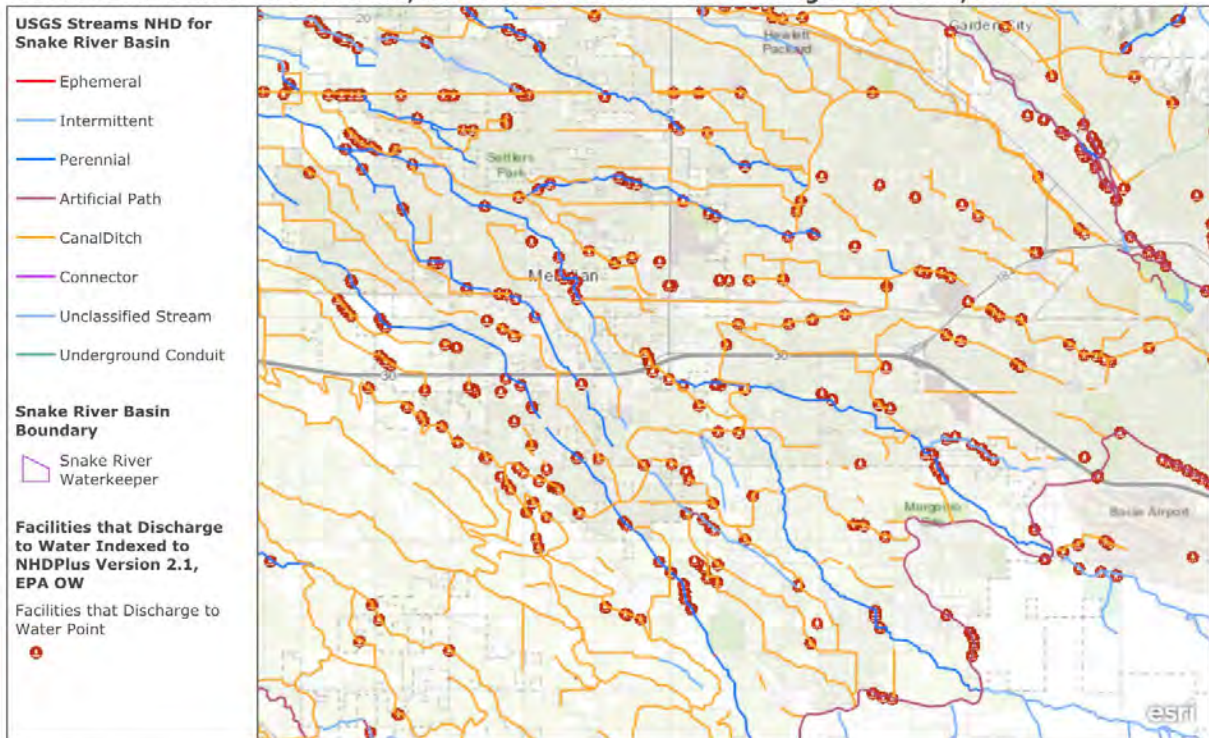 USGS Streams NHD for
Snake River Basin
Ephemeral
Intermittent
Perennial
Artificial Path
CanalDitch
Connector
Unclassified Stream
Underground Conduit
Snake River Basin
Boundary
Snake River
Waterkeeper
Facilities that Discharge
to Water Indexed to
NHDPlus Version 2.1,
EPA OW
Facilities that Discharge to
Water Point
20
Garden City
Hewlett
Packard
Settlers
Park
184
30
30
Boise Airport
esri